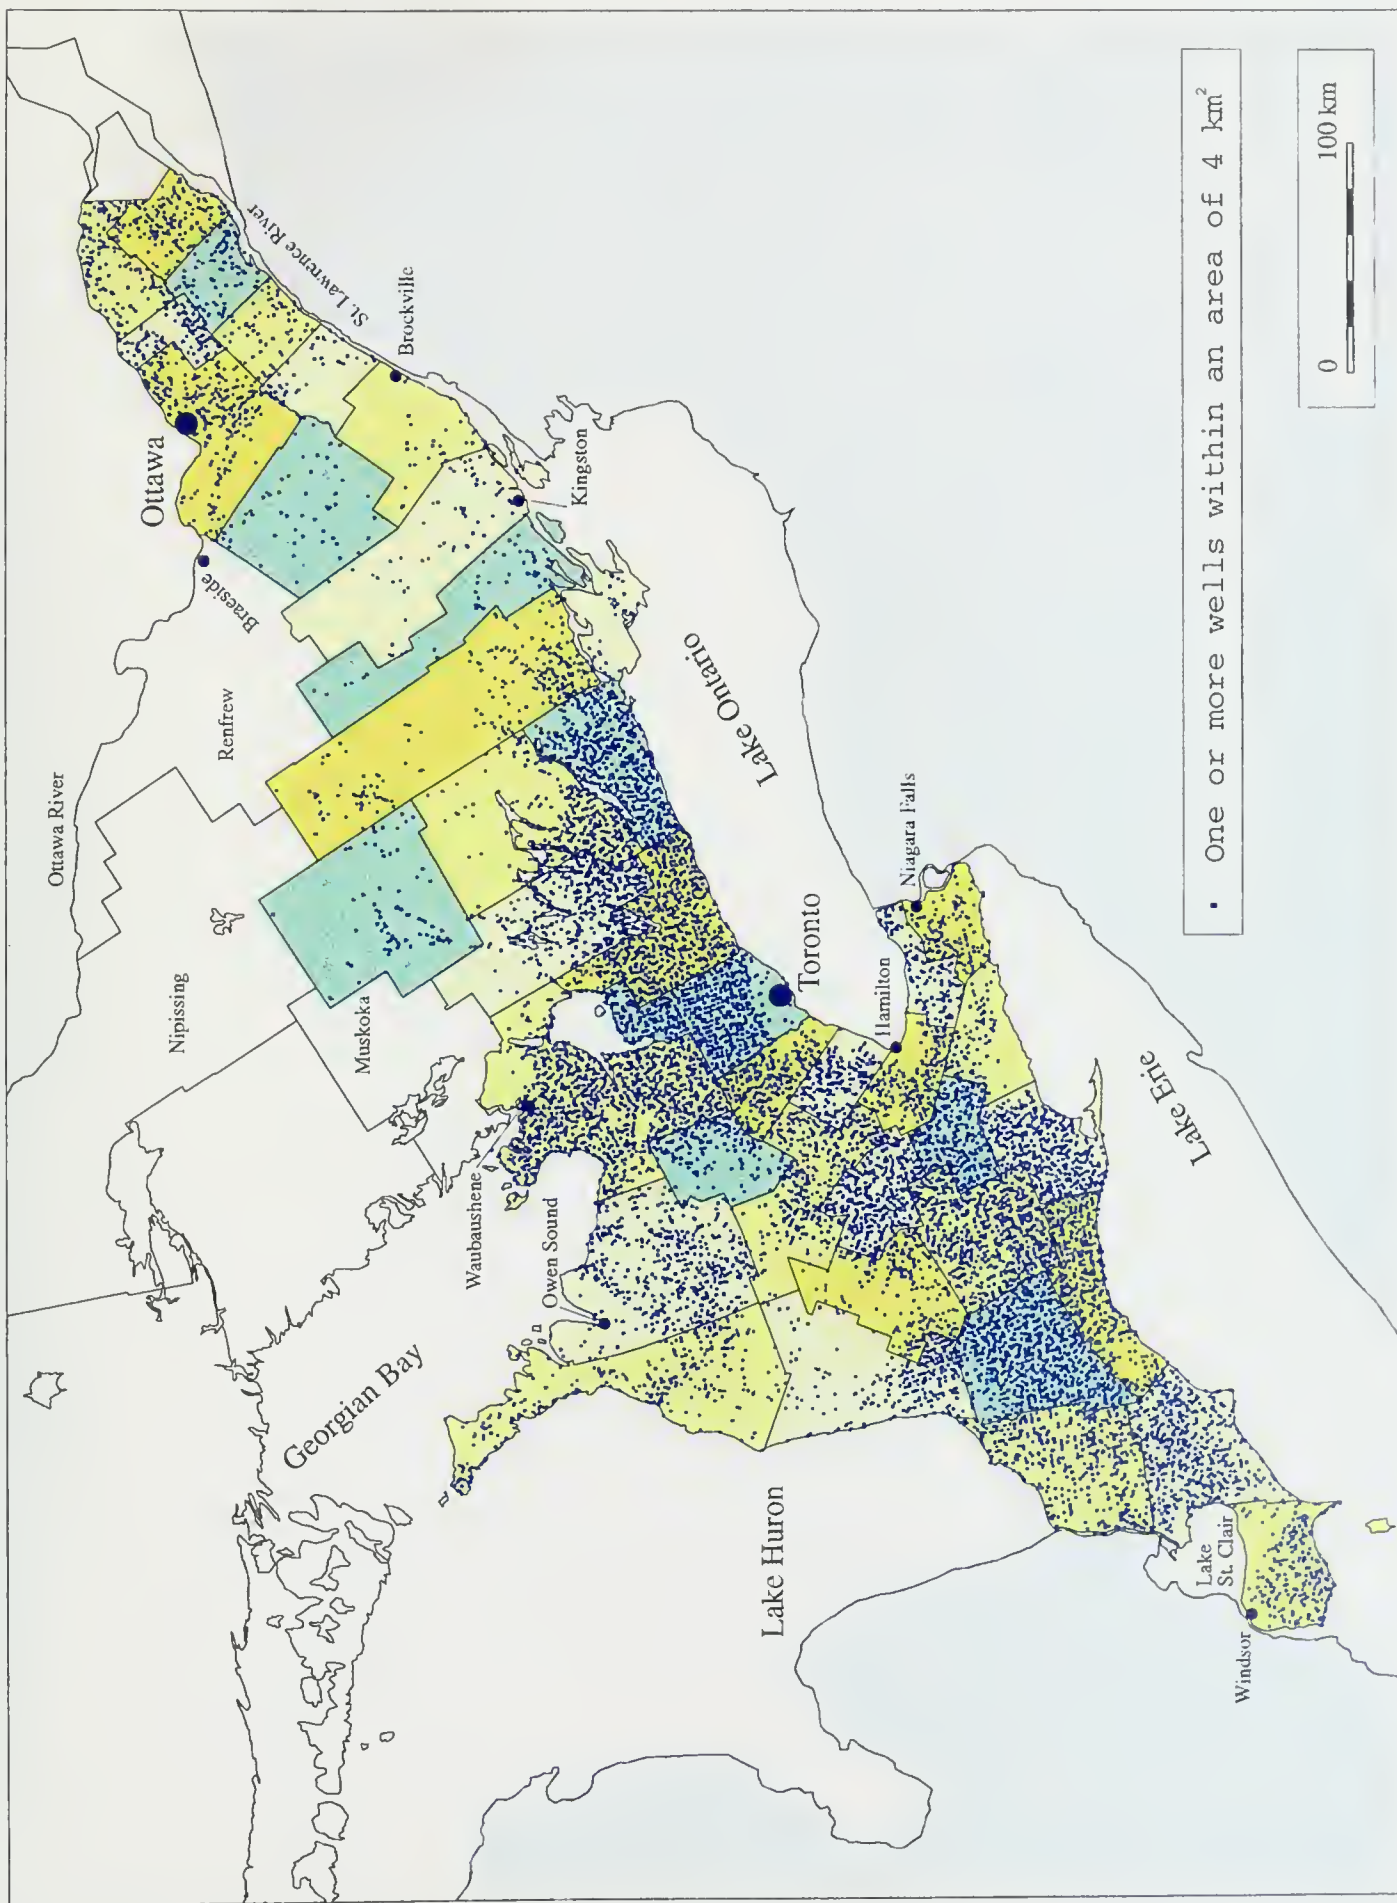 Ottawa River
Nipissing
Renfrew
Muskoka
Ottawa
Braeside
St. Lawrence River
Brockville
Kingston
Georgian Bay
Waubaushene
Owen Sound
Lake Huron
Lake Ontario
Toronto
Hamilton
Niagara Falls
Lake Erie
Lake
St. Clair
Windsor
One or more wells within an area of 4 km²
0 100 km